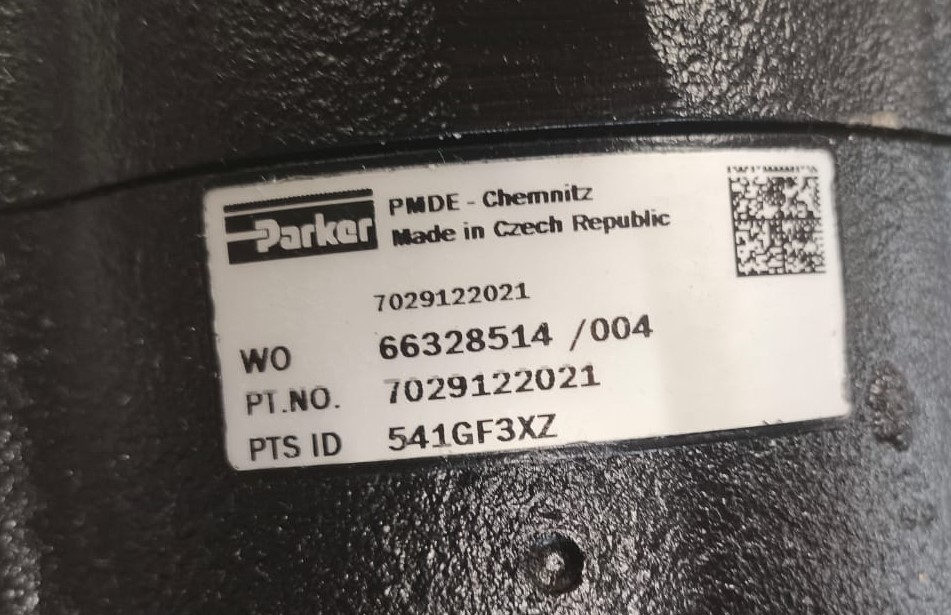 Parker
PMDE - Chemnitz
Made in Czech Republic
7029122021
WO 66328514 /004
PT.NO. 7029122021
PTS ID 541GF3XZ